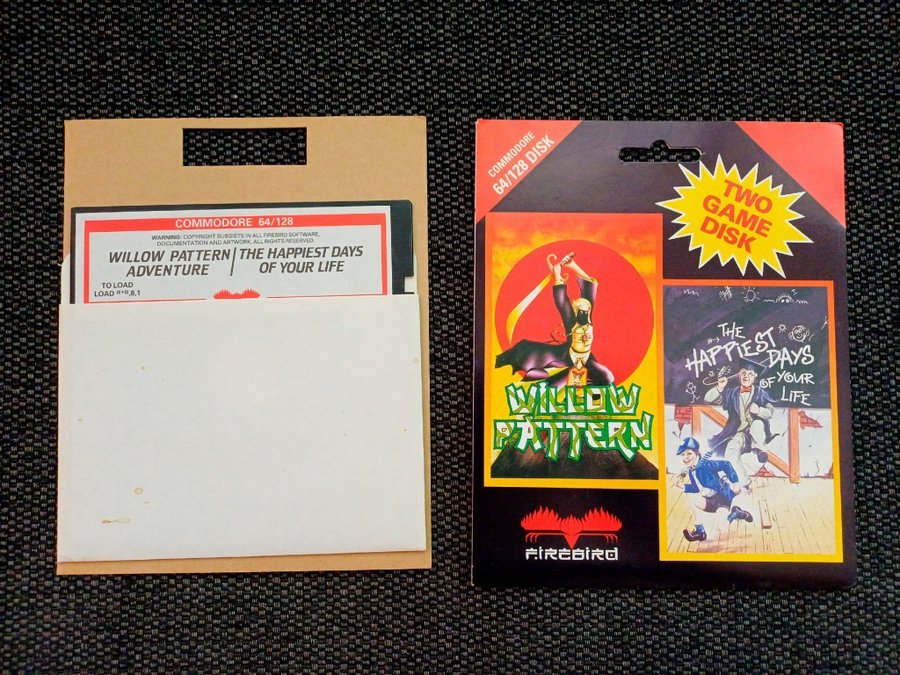 COMMODORE 64/128
WARNING: COPYRIGHT SUBSISTS IN ALL FIREBIRD SOFTWARE,
DOCUMENTATION AND ARTWORK. ALL RIGHTS RESERVED.
WILLOW PATTERN
ADVENTURE
THE HAPPIEST DAYS
OF YOUR LIFE
TO LOAD
LOAD "*",8,1
COMMODORE
64/128 DISK
TWO
GAME
DISK
WILLOW
PATTERN
THE
HAPPIEST DAYS
OF YOUR
LIFE
FIREBIRD